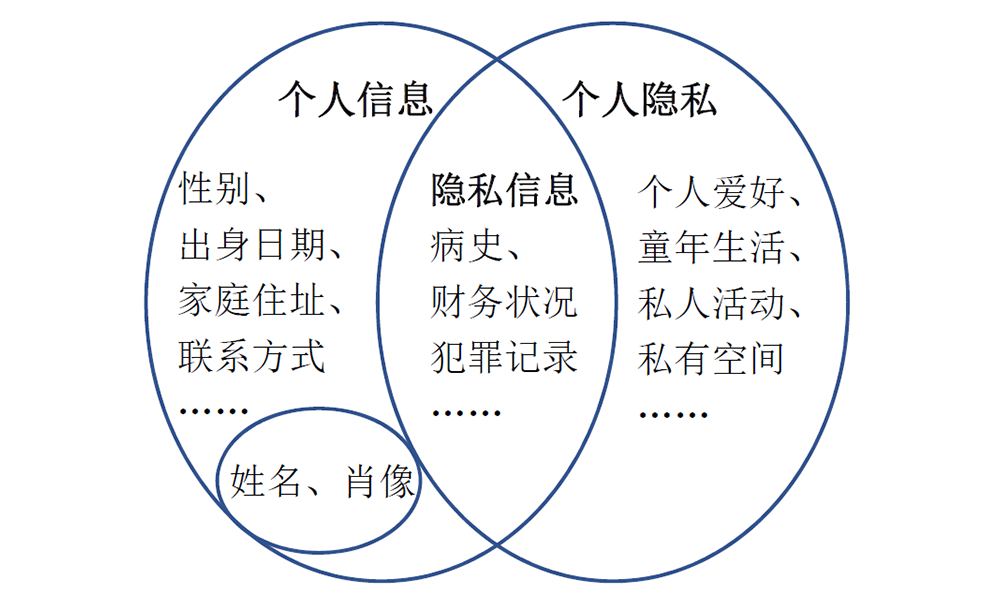 个人信息
性别、
出身日期、
家庭住址、
联系方式
……
姓名、肖像
隐私信息
病史、
财务状况
犯罪记录
……
个人隐私
个人爱好、
童年生活、
私人活动、
私有空间
……